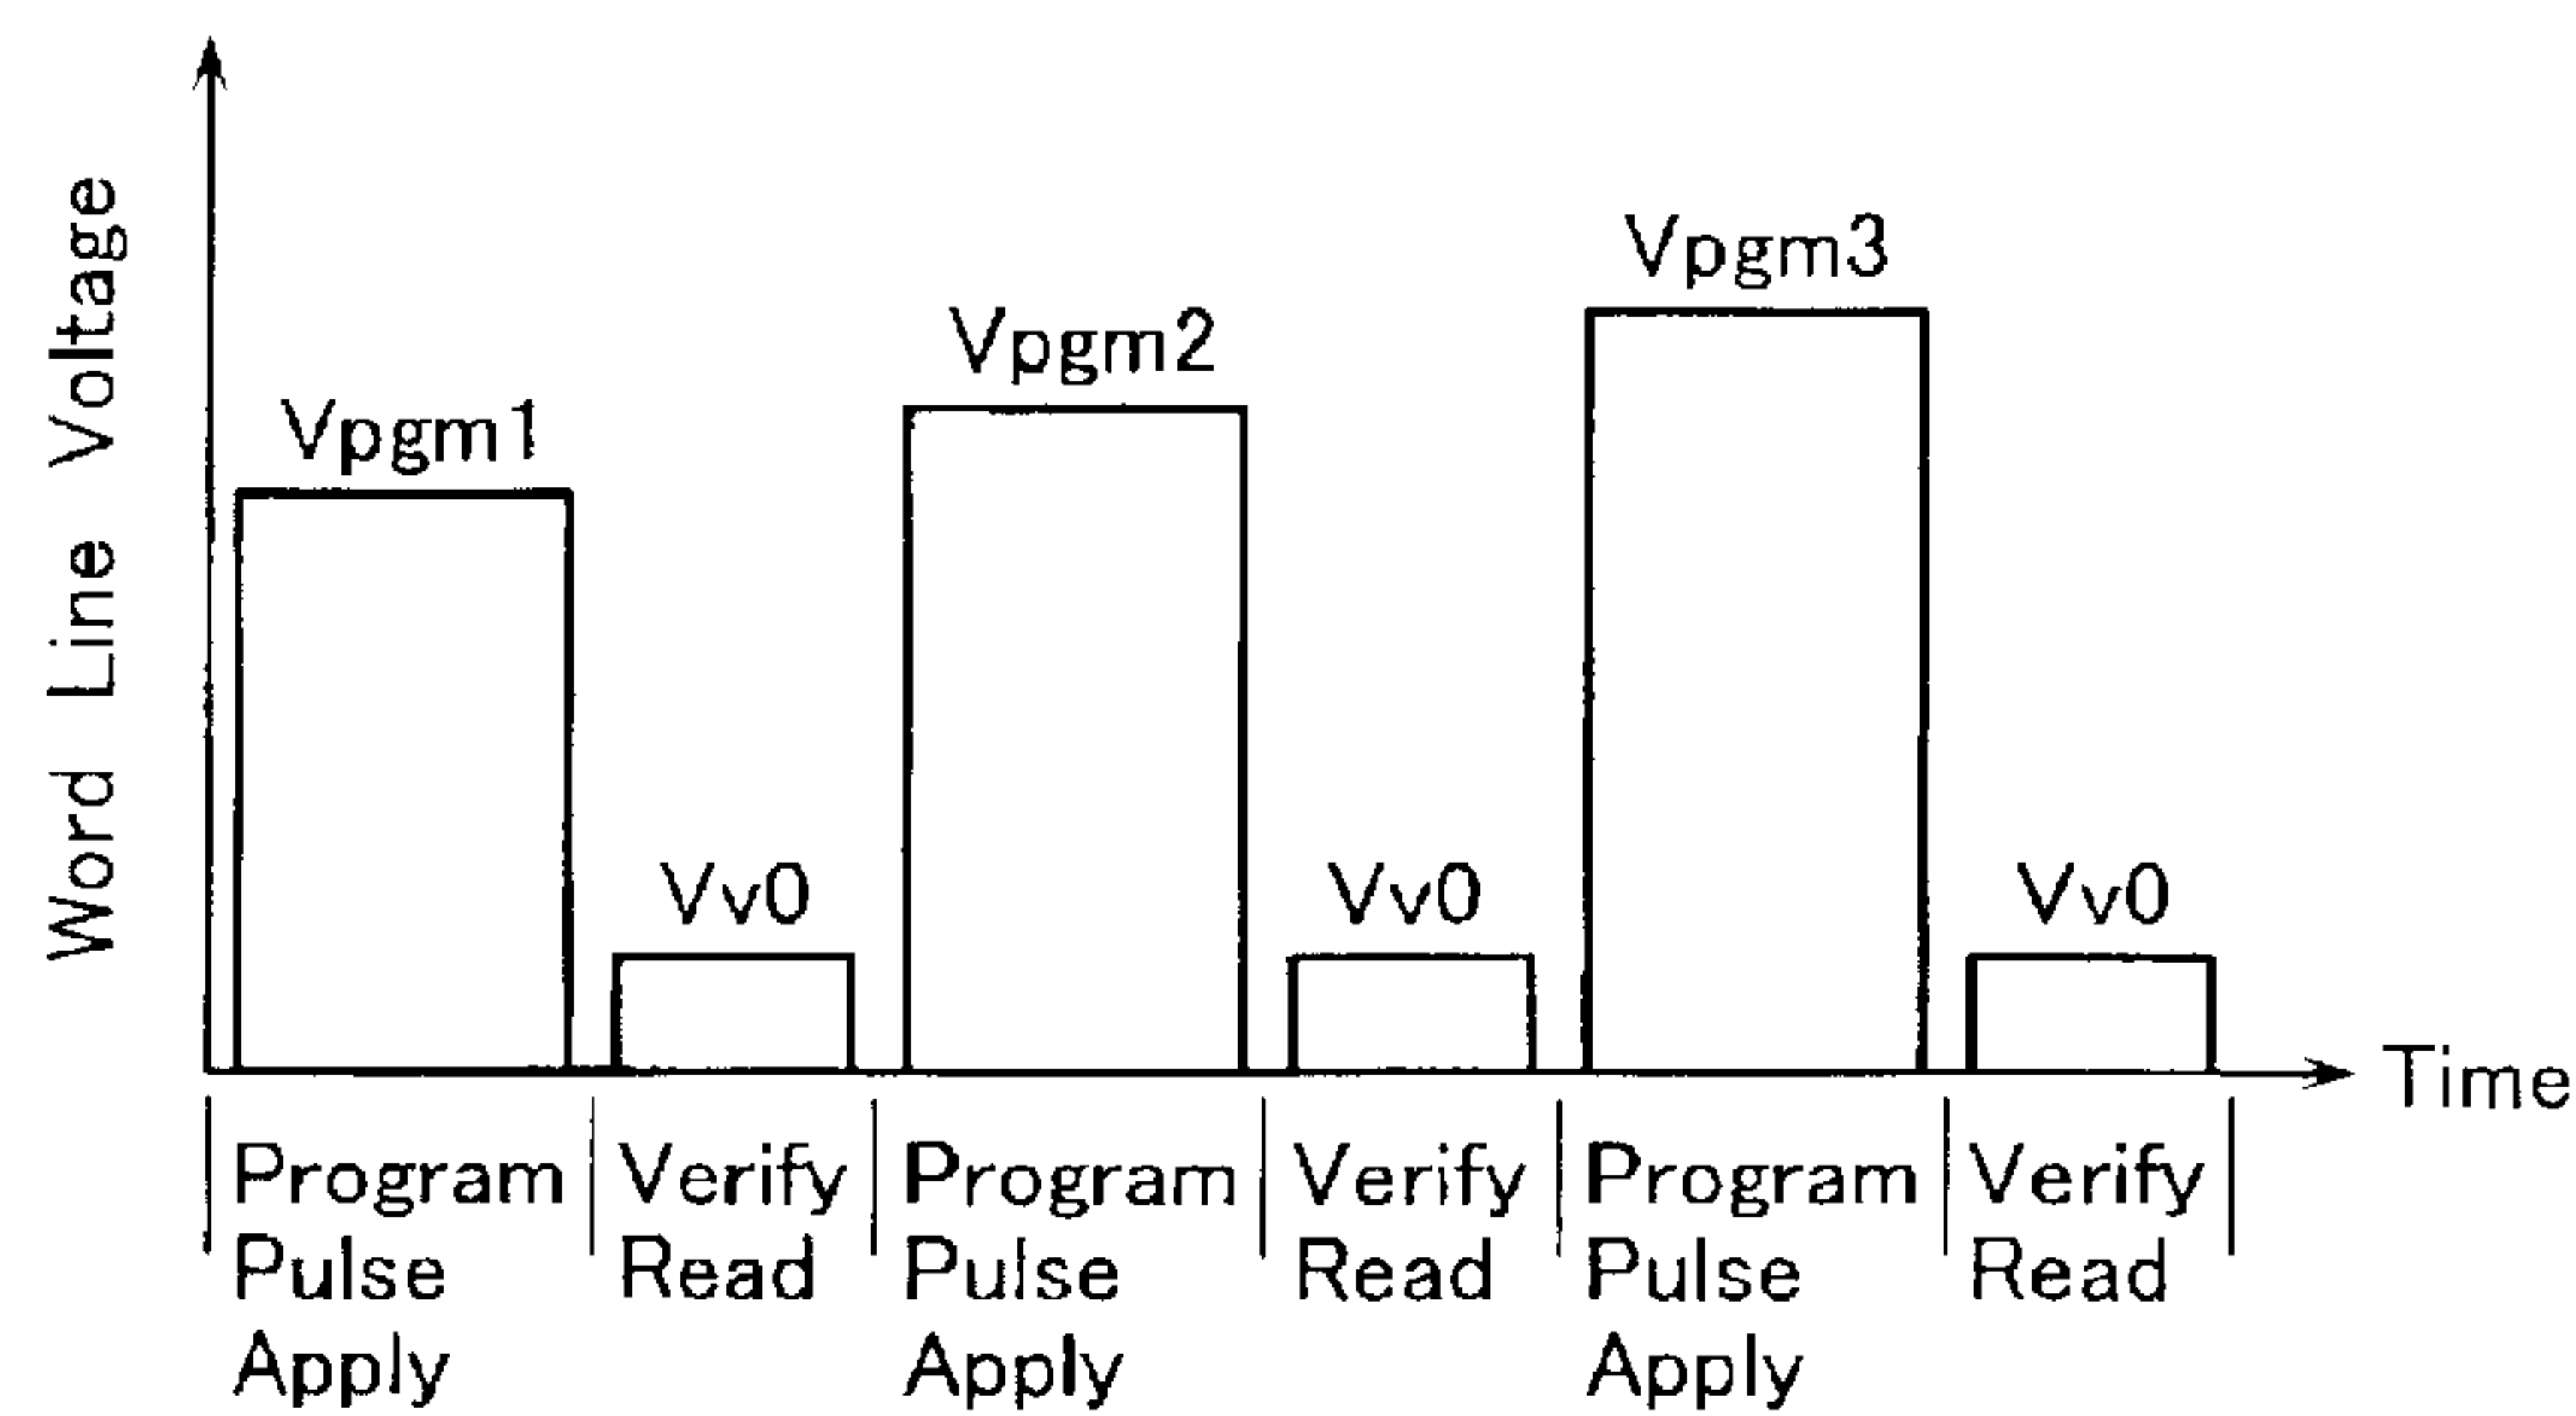 Word Line Voltage
Vpgm1
Vv0
Vpgm2
Vv0
Vpgm3
Vv0
Time
Program
Pulse
Apply
Verify
Read
Program
Pulse
Apply
Verify
Read
Program
Pulse
Apply
Verify
Read